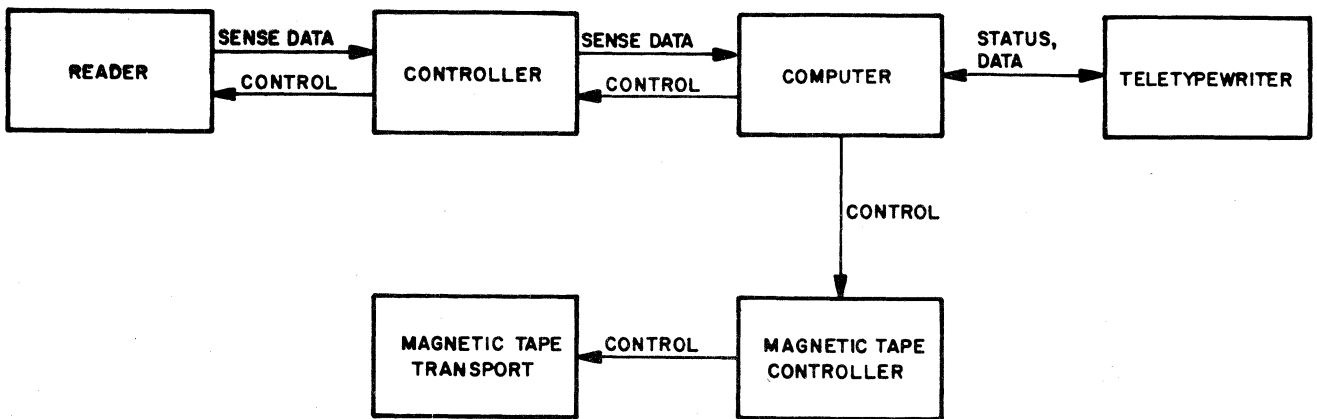 READER
SENSE DATA
CONTROL
CONTROLLER
SENSE DATA
CONTROL
COMPUTER
STATUS,
DATA
TELETYPEWRITER
CONTROL
MAGNETIC TAPE
TRANSPORT
CONTROL
MAGNETIC TAPE
CONTROLLER